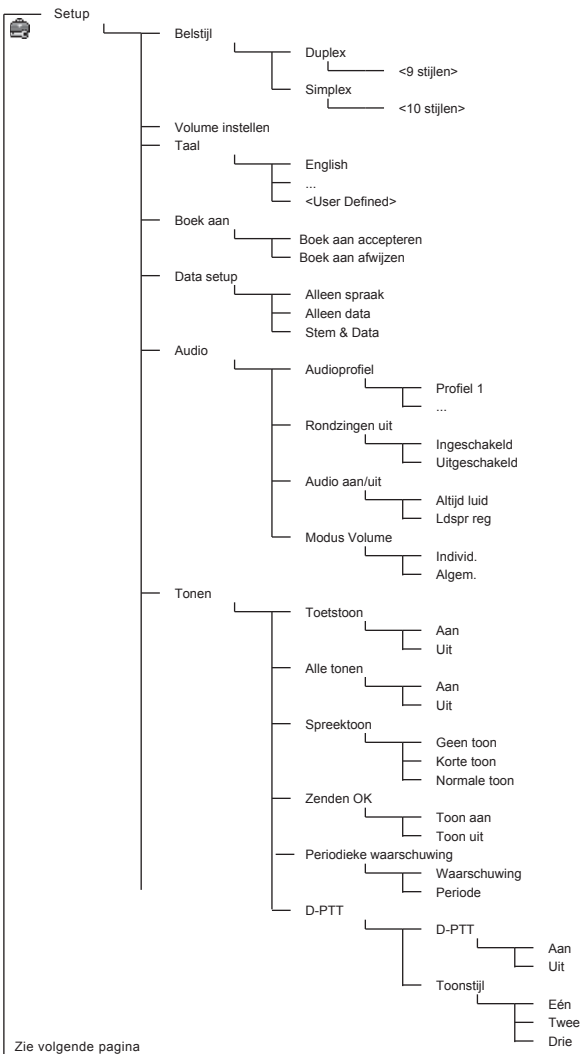 Setup
Belstijl
Duplex
<9 stijlen>
Simplex
<10 stijlen>
Volume instellen
Taal
English
...
<User Defined>
Boek aan
Boek aan accepteren
Boek aan afwijzen
Data setup
Alleen spraak
Alleen data
Stem & Data
Audio
Audioprofiel
Profiel 1
...
Rondzingen uit
Ingeschakeld
Uitgeschakeld
Audio aan/uit
Altijd luid
Ldspr reg
Modus Volume
Individ.
Algem.
Tonen
Toetstoon
Aan
Uit
Alle tonen
Aan
Uit
Spreektoon
Geen toon
Korte toon
Normale toon
Zenden OK
Toon aan
Toon uit
Periodieke waarschuwing
Waarschuwing
Periode
D-PTT
D-PTT
Aan
Uit
Toonstijl
Eén
Twee
Drie
Zie volgende pagina